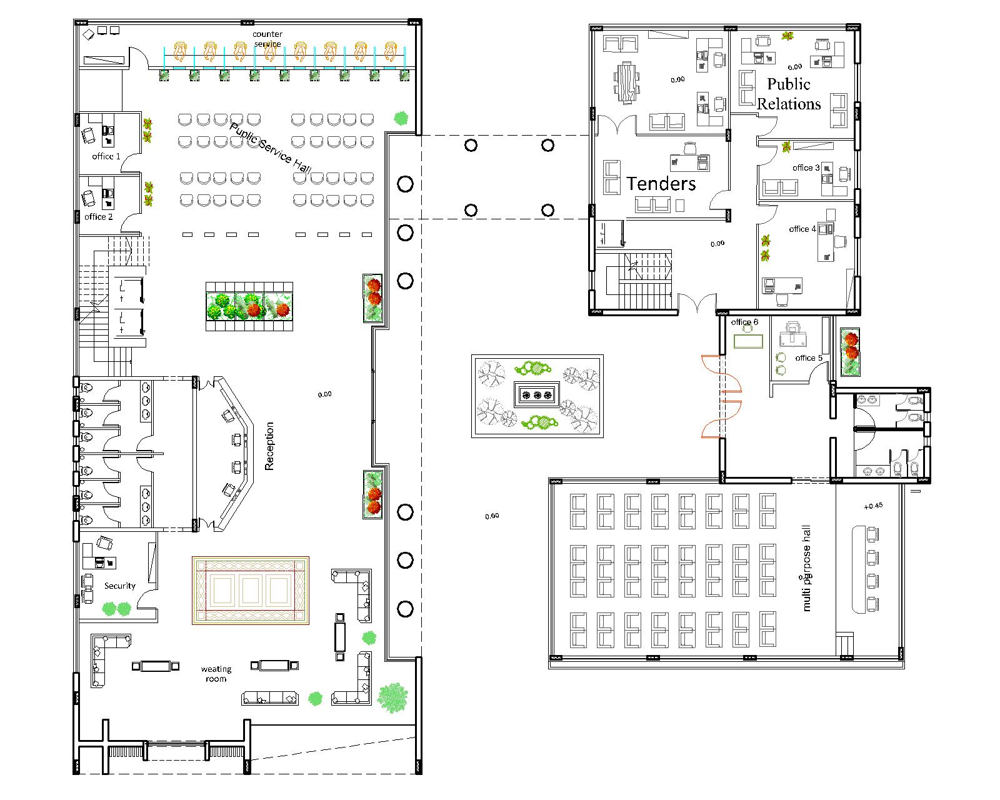 counter
service
0.00
0.00
Public
Relations
Puplic Service Hall
office 1
office 3
Tenders
office 2
office 4
0.00
office 6
office 5
0.00
Reception
0.00
+0.45
multi purpose hall
Security
weating
room